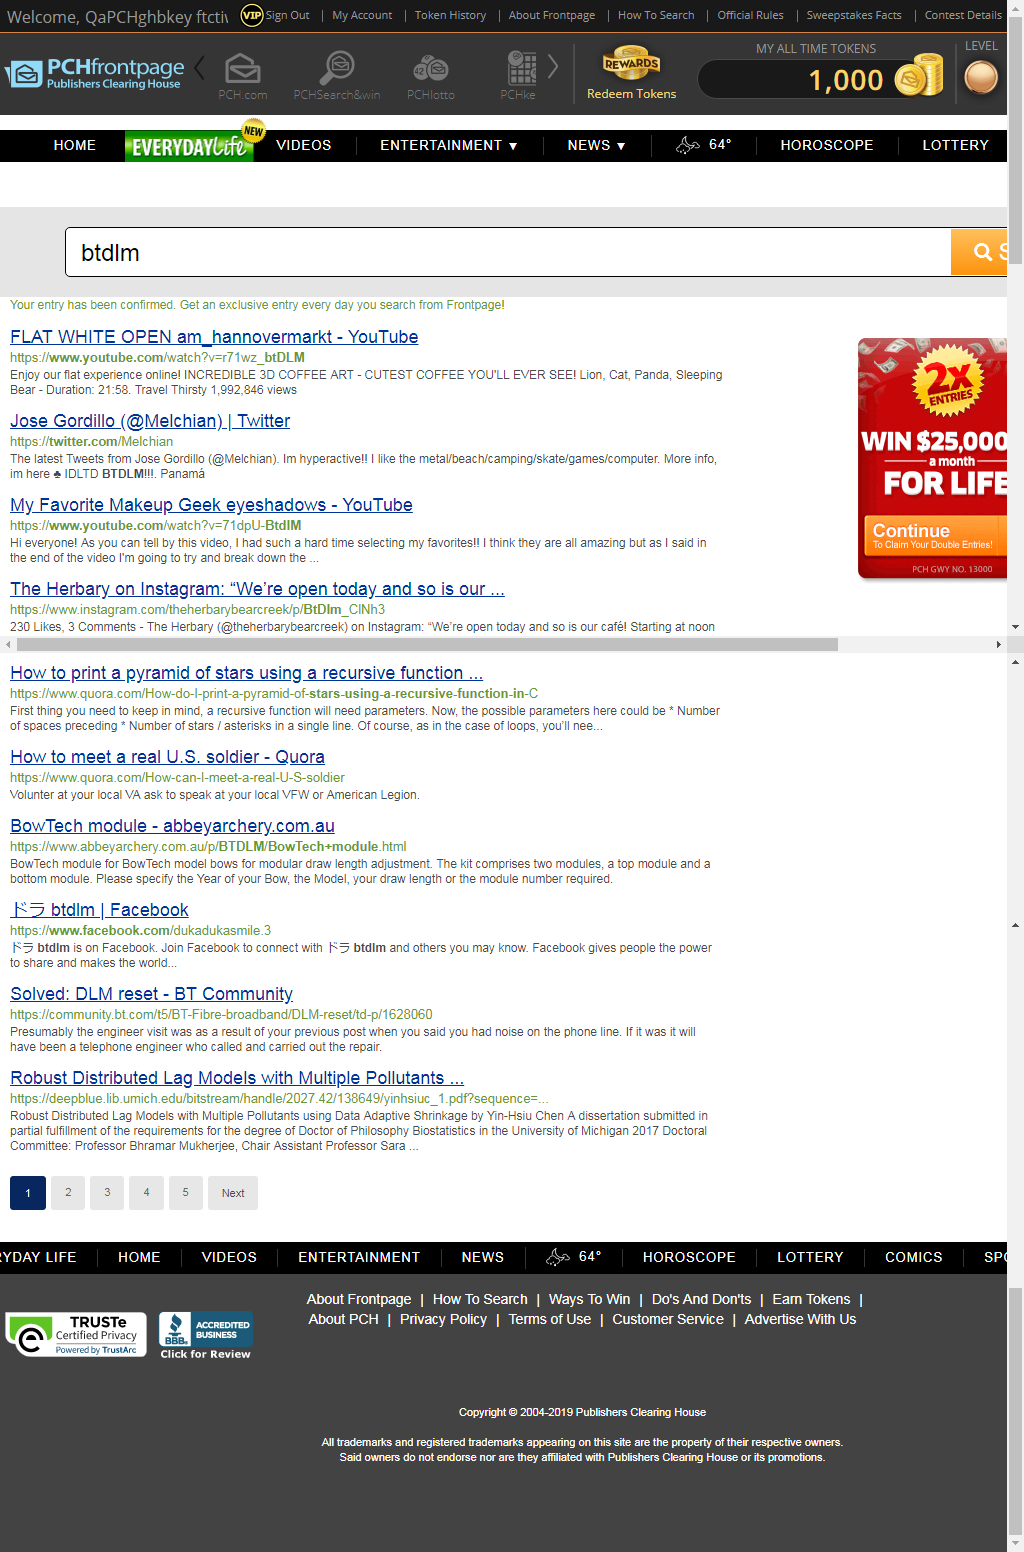 Welcome, QaPCHghbkey ftctiv
VIP Sign Out | My Account | Token History | About Frontpage | How To Search | Official Rules | Sweepstakes Facts | Contest Details
PCHfrontpage
Publishers Clearing House
PCH.com PCHSearch&win PCHlotto PCHke
REWARDS
Redeem Tokens
MY ALL TIME TOKENS
1,000
LEVEL
HOME EVERYDAY Life NEW VIDEOS ENTERTAINMENT ▼ NEWS ▼ 64° HOROSCOPE LOTTERY
btdlm
S
Your entry has been confirmed. Get an exclusive entry every day you search from Frontpage!
FLAT WHITE OPEN am_hannovermarkt - YouTube
https://www.youtube.com/watch?v=r71wz_btDLM
Enjoy our flat experience online! INCREDIBLE 3D COFFEE ART - CUTEST COFFEE YOU'LL EVER SEE! Lion, Cat, Panda, Sleeping
Bear - Duration: 21:58. Travel Thirsty 1,992,846 views
Jose Gordillo (@Melchian) | Twitter
https://twitter.com/Melchian
The latest Tweets from Jose Gordillo (@Melchian). Im hyperactive!! I like the metal/beach/camping/skate/games/computer. More info,
im here ♣ IDLTD BTDLM!!!. Panamá
My Favorite Makeup Geek eyeshadows - YouTube
https://www.youtube.com/watch?v=71dpU-BtdlM
Hi everyone! As you can tell by this video, I had such a hard time selecting my favorites!! I think they are all amazing but as I said in
the end of the video I'm going to try and break down the ...
The Herbary on Instagram: “We’re open today and so is our ...
https://www.instagram.com/theherbarybearcreek/p/BtDlm_ClNh3
230 Likes, 3 Comments - The Herbary (@theherbarybearcreek) on Instagram: “We’re open today and so is our café! Starting at noon
2X
ENTRIES
WIN $25,000
a month
FOR LIFE
Continue
To Claim Your Double Entries!
PCH GWY NO. 13000
How to print a pyramid of stars using a recursive function ...
https://www.quora.com/How-do-I-print-a-pyramid-of-stars-using-a-recursive-function-in-C
First thing you need to keep in mind, a recursive function will need parameters. Now, the possible parameters here could be * Number
of spaces preceding * Number of stars / asterisks in a single line. Of course, as in the case of loops, you’ll nee...
How to meet a real U.S. soldier - Quora
https://www.quora.com/How-can-I-meet-a-real-U-S-soldier
Volunter at your local VA ask to speak at your local VFW or American Legion.
BowTech module - abbeyarchery.com.au
https://www.abbeyarchery.com.au/p/BTDLM/BowTech+module.html
BowTech module for BowTech model bows for modular draw length adjustment. The kit comprises two modules, a top module and a
bottom module. Please specify the Year of your Bow, the Model, your draw length or the module number required.
ドラ btdlm | Facebook
https://www.facebook.com/dukadukasmile.3
ドラ btdlm is on Facebook. Join Facebook to connect with ドラ btdlm and others you may know. Facebook gives people the power
to share and makes the world...
Solved: DLM reset - BT Community
https://community.bt.com/t5/BT-Fibre-broadband/DLM-reset/td-p/1628060
Presumably the engineer visit was as a result of your previous post when you said you had noise on the phone line. If it was it will
have been a telephone engineer who called and carried out the repair.
Robust Distributed Lag Models with Multiple Pollutants ...
https://deepblue.lib.umich.edu/bitstream/handle/2027.42/138649/yinhsiuc_1.pdf?sequence=...
Robust Distributed Lag Models with Multiple Pollutants using Data Adaptive Shrinkage by Yin-Hsiu Chen A dissertation submitted in
partial fulfillment of the requirements for the degree of Doctor of Philosophy Biostatistics in the University of Michigan 2017 Doctoral
Committee: Professor Bhramar Mukherjee, Chair Assistant Professor Sara ...
1 2 3 4 5 Next
RYDAY LIFE HOME VIDEOS ENTERTAINMENT NEWS 64° HOROSCOPE LOTTERY COMICS SPO
About Frontpage | How To Search | Ways To Win | Do's And Don'ts | Earn Tokens |
About PCH | Privacy Policy | Terms of Use | Customer Service | Advertise With Us
TRUSTe
Certified Privacy
Powered by TrustArc
BBB.
ACCREDITED
BUSINESS
Click for Review
Copyright © 2004-2019 Publishers Clearing House
All trademarks and registered trademarks appearing on this site are the property of their respective owners.
Said owners do not endorse nor are they affiliated with Publishers Clearing House or its promotions.